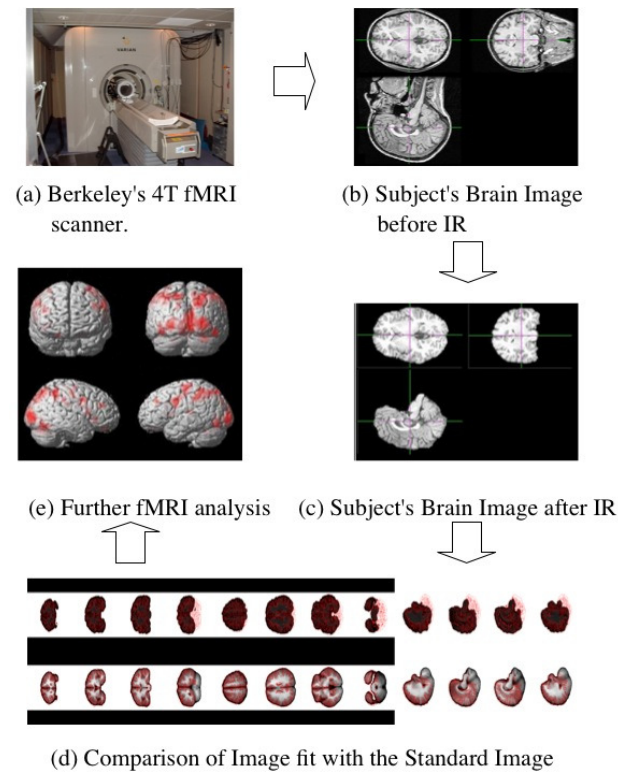 VARIAN
(a) Berkeley's 4T fMRI
scanner.
(b) Subject's Brain Image
before IR
(e) Further fMRI analysis
(c) Subject's Brain Image after IR
(d) Comparison of Image fit with the Standard Image